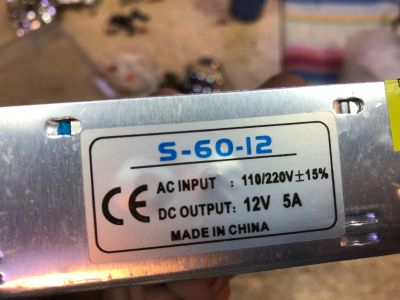 S-60-12
CE AC INPUT : 110/220V±15%
DC OUTPUT: 12V 5A
MADE IN CHINA